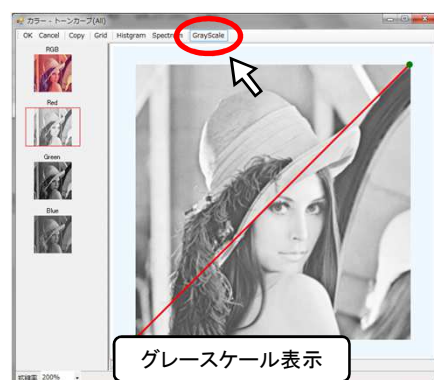 カラー - トーンカーブ(All)
OK Cancel Copy Grid Histgram Spectrum GrayScale
RGB
Red
Green
Blue
グレースケール表示
拡縮率 200%